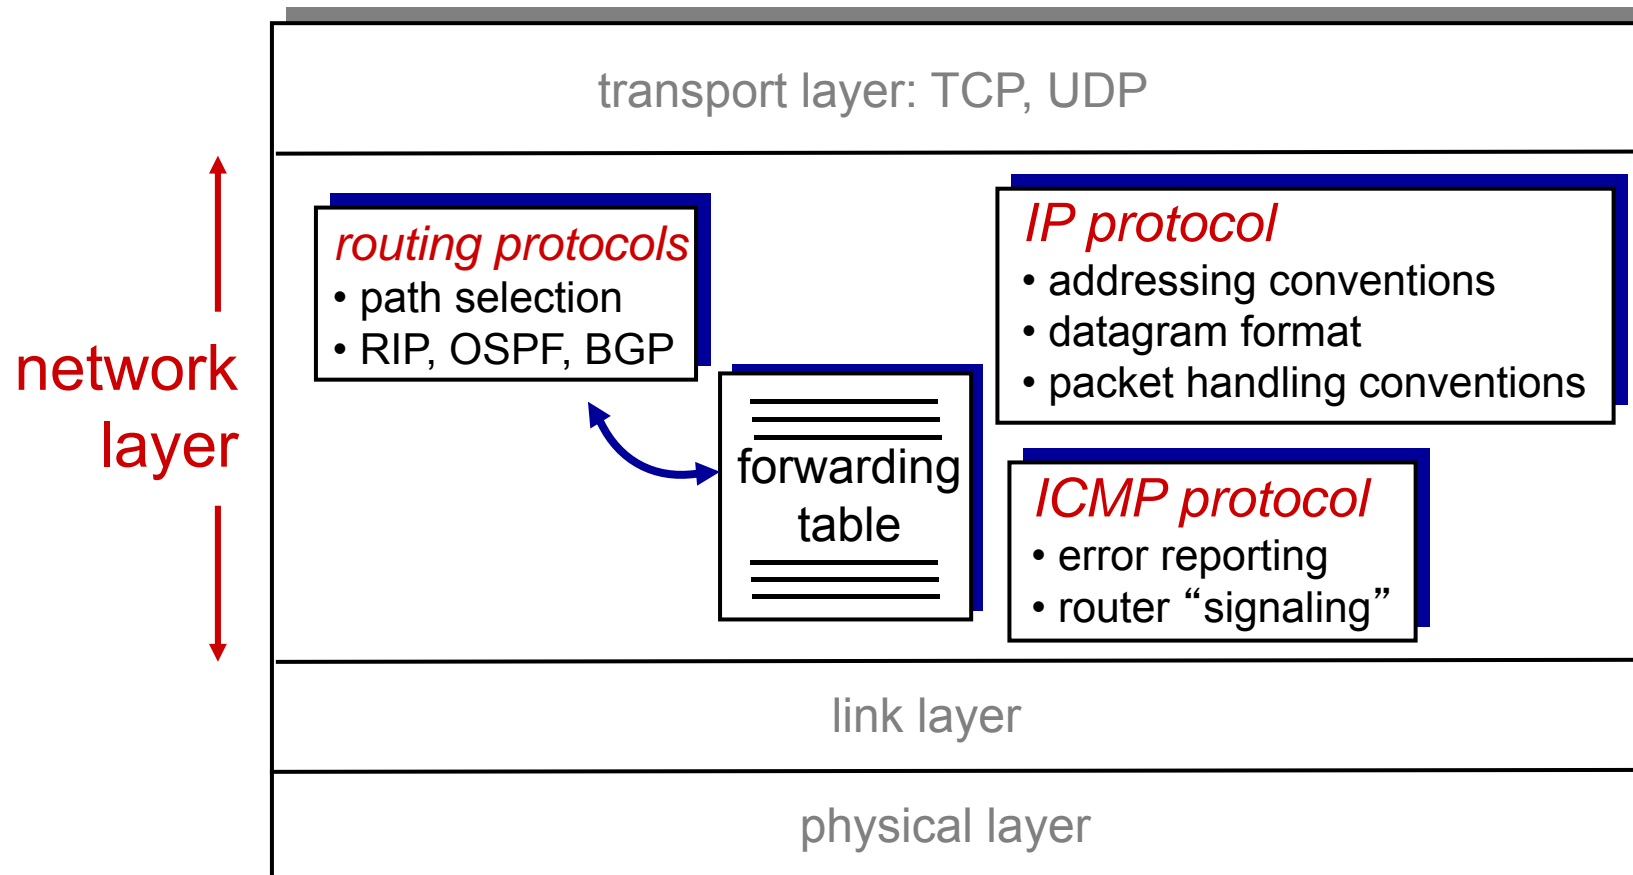 transport layer: TCP, UDP
network
layer
routing protocols
• path selection
• RIP, OSPF, BGP
forwarding
table
IP protocol
• addressing conventions
• datagram format
• packet handling conventions
ICMP protocol
• error reporting
• router “signaling”
link layer
physical layer